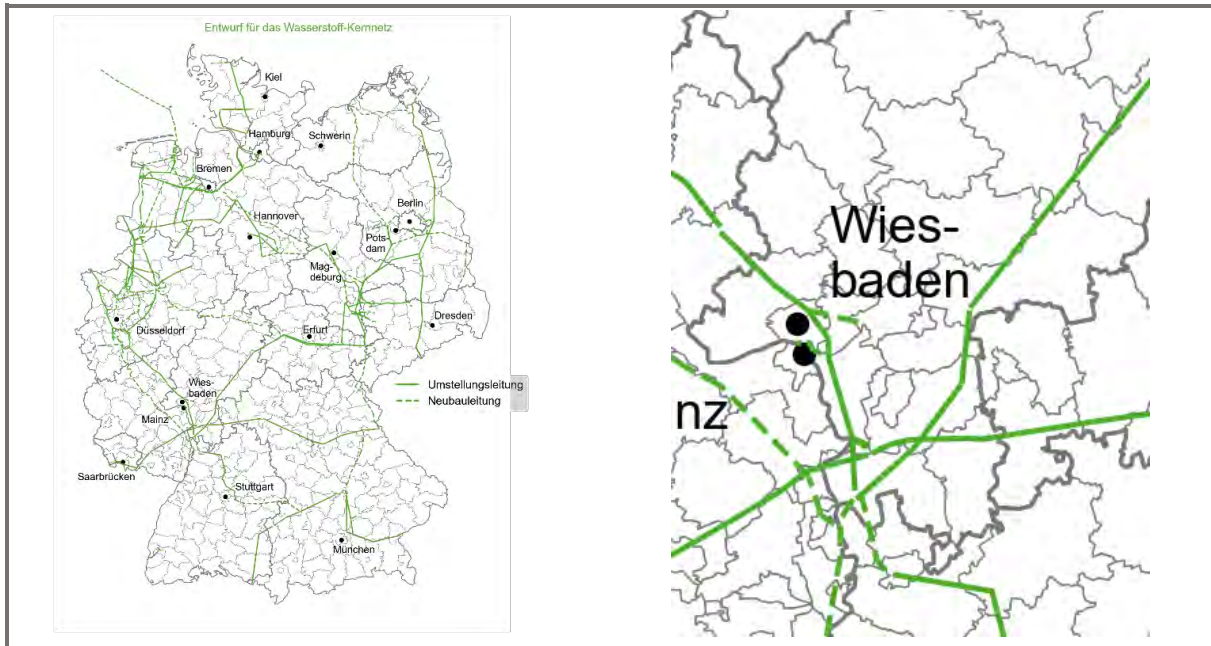 Entwurf für das Wasserstoff-Kernnetz
Kiel
Hamburg
Schwerin
Bremen
Berlin
Hannover
Pots-
dam
Mag-
deburg
Düsseldorf
Erfurt
Dresden
Wies-
baden
Umstellungsleitung
Neubauleitung
Mainz
Saarbrücken
Stuttgart
München
Wies-
baden
nz